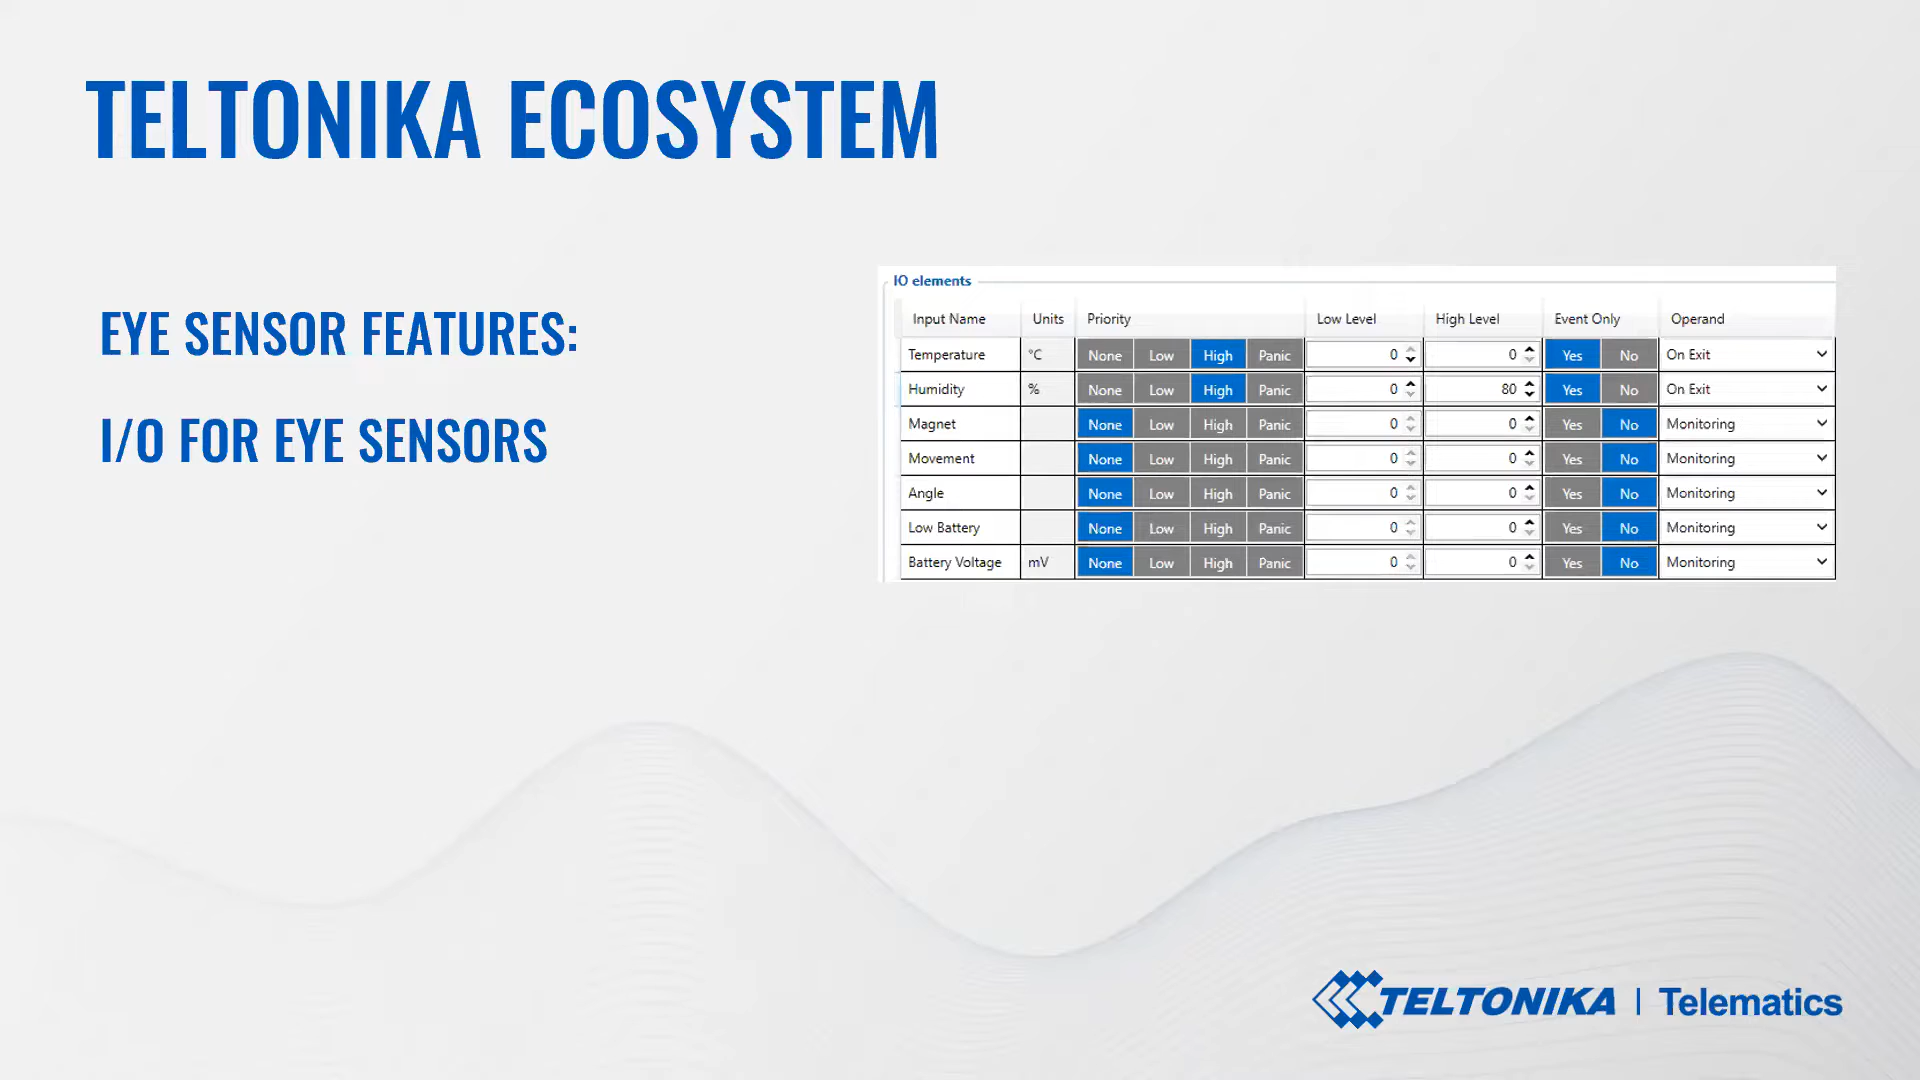 TELTONIKA ECOSYSTEM
EYE SENSOR FEATURES:
I/O FOR EYE SENSORS
IO elements
Input Name Units Priority Low Level High Level Event Only Operand
Temperature °C None Low High Panic 0 0 Yes No On Exit
Humidity % None Low High Panic 0 80 Yes No On Exit
Magnet None Low High Panic 0 0 Yes No Monitoring
Movement None Low High Panic 0 0 Yes No Monitoring
Angle None Low High Panic 0 0 Yes No Monitoring
Low Battery None Low High Panic 0 0 Yes No Monitoring
Battery Voltage mV None Low High Panic 0 0 Yes No Monitoring
TELTONIKA | Telematics